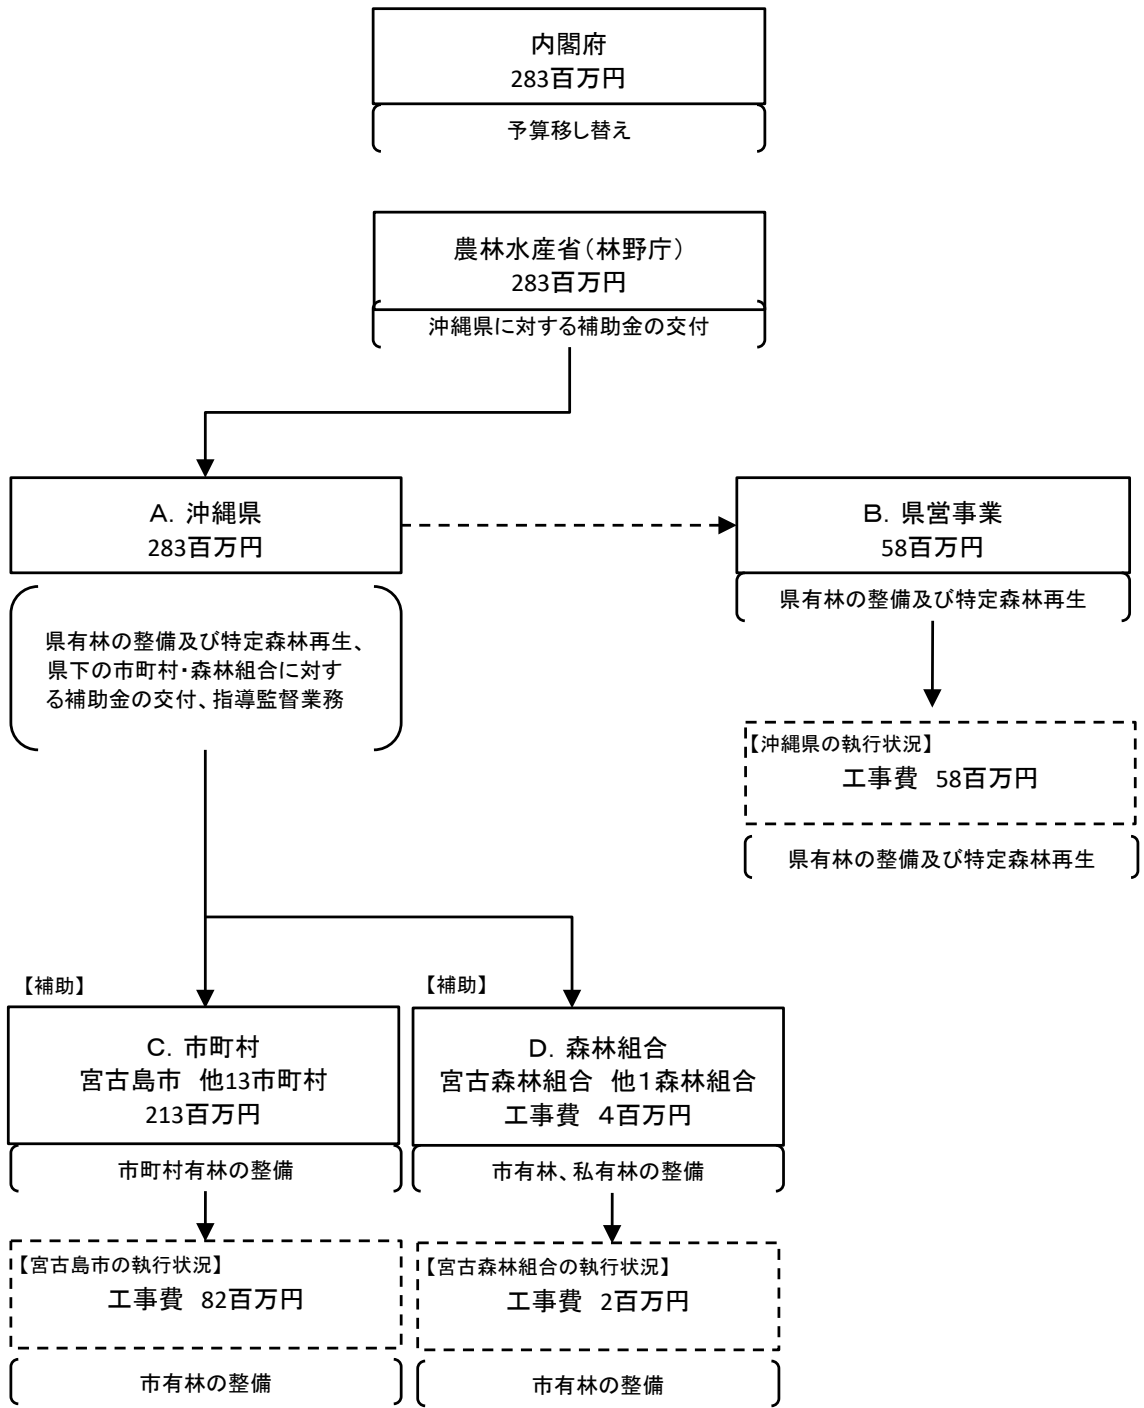 内閣府
283百万円
予算移し替え
農林水産省（林野庁）
283百万円
沖縄県に対する補助金の交付
A．沖縄県
283百万円
県有林の整備及び特定森林再生、
県下の市町村・森林組合に対す
る補助金の交付、指導監督業務
B．県営事業
58百万円
県有林の整備及び特定森林再生
【沖縄県の執行状況】
工事費　58百万円
県有林の整備及び特定森林再生
【補助】
C．市町村
宮古島市　他13市町村
213百万円
市町村有林の整備
【宮古島市の執行状況】
工事費　82百万円
市有林の整備
【補助】
D．森林組合
宮古森林組合　他１森林組合
工事費　４百万円
市有林、私有林の整備
【宮古森林組合の執行状況】
工事費　2百万円
市有林の整備